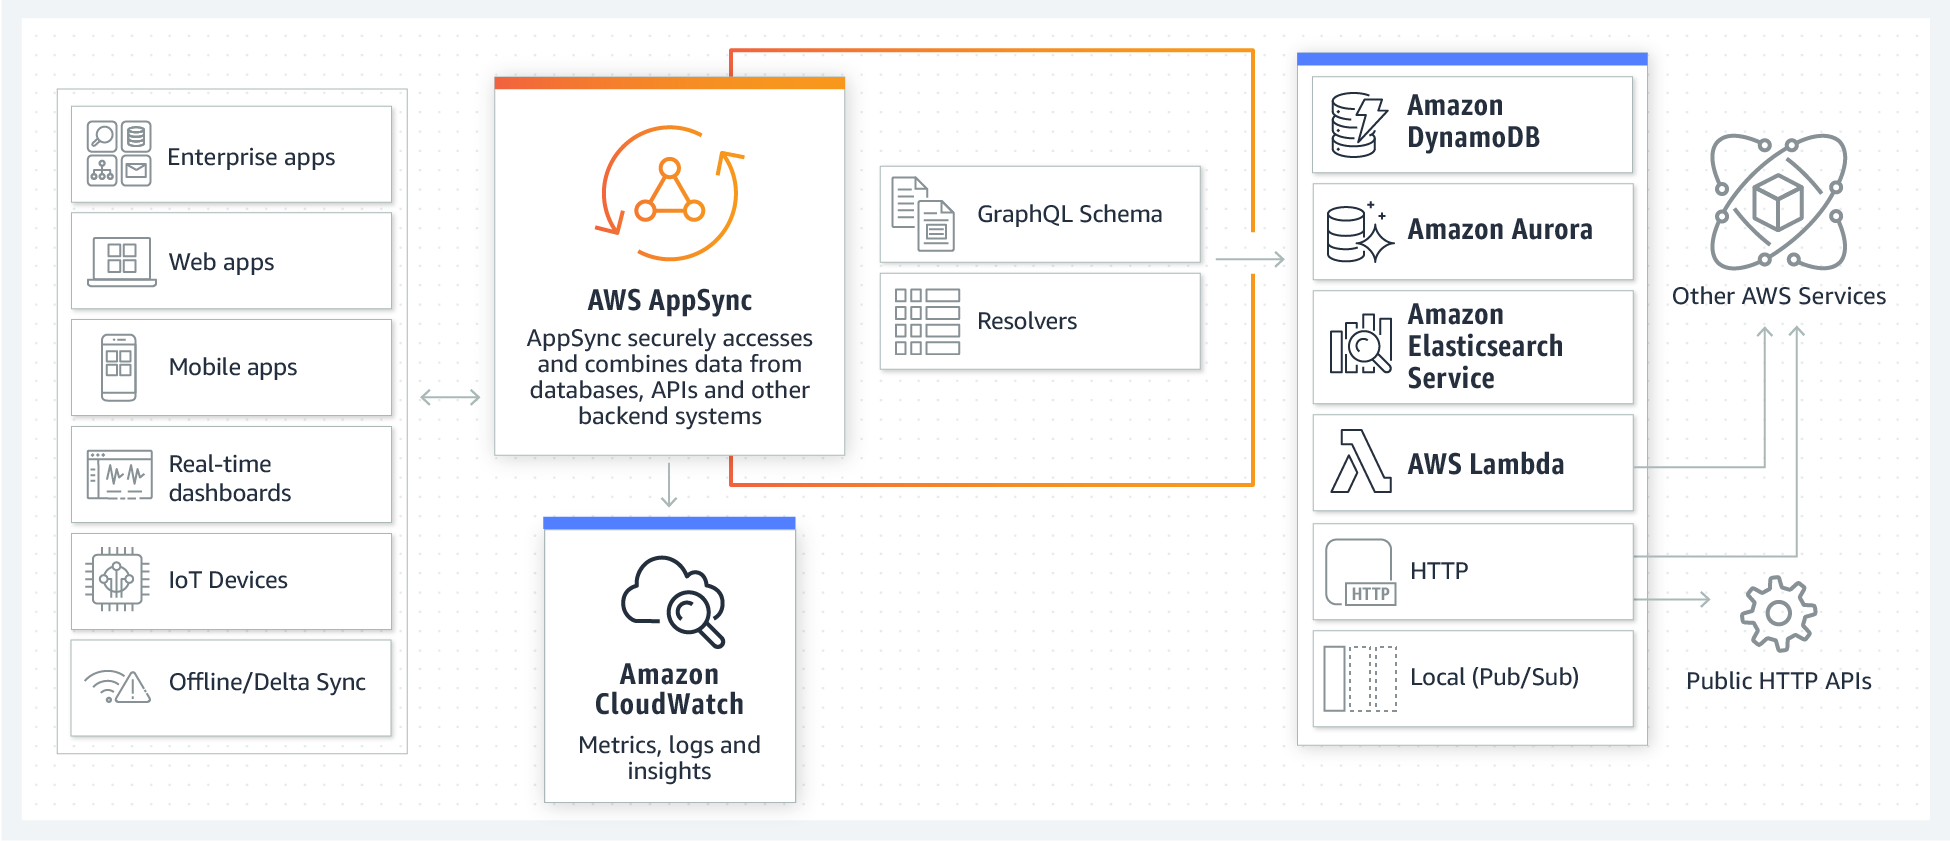 Enterprise apps
Web apps
Mobile apps
Real-time
dashboards
IoT Devices
Offline/Delta Sync
AWS AppSync
AppSync securely accesses
and combines data from
databases, APIs and other
backend systems
Amazon
CloudWatch
Metrics, logs and
insights
GraphQL Schema
Resolvers
Amazon
DynamoDB
Amazon Aurora
Amazon
Elasticsearch
Service
AWS Lambda
HTTP
HTTP
Local (Pub/Sub)
Other AWS Services
Public HTTP APIs